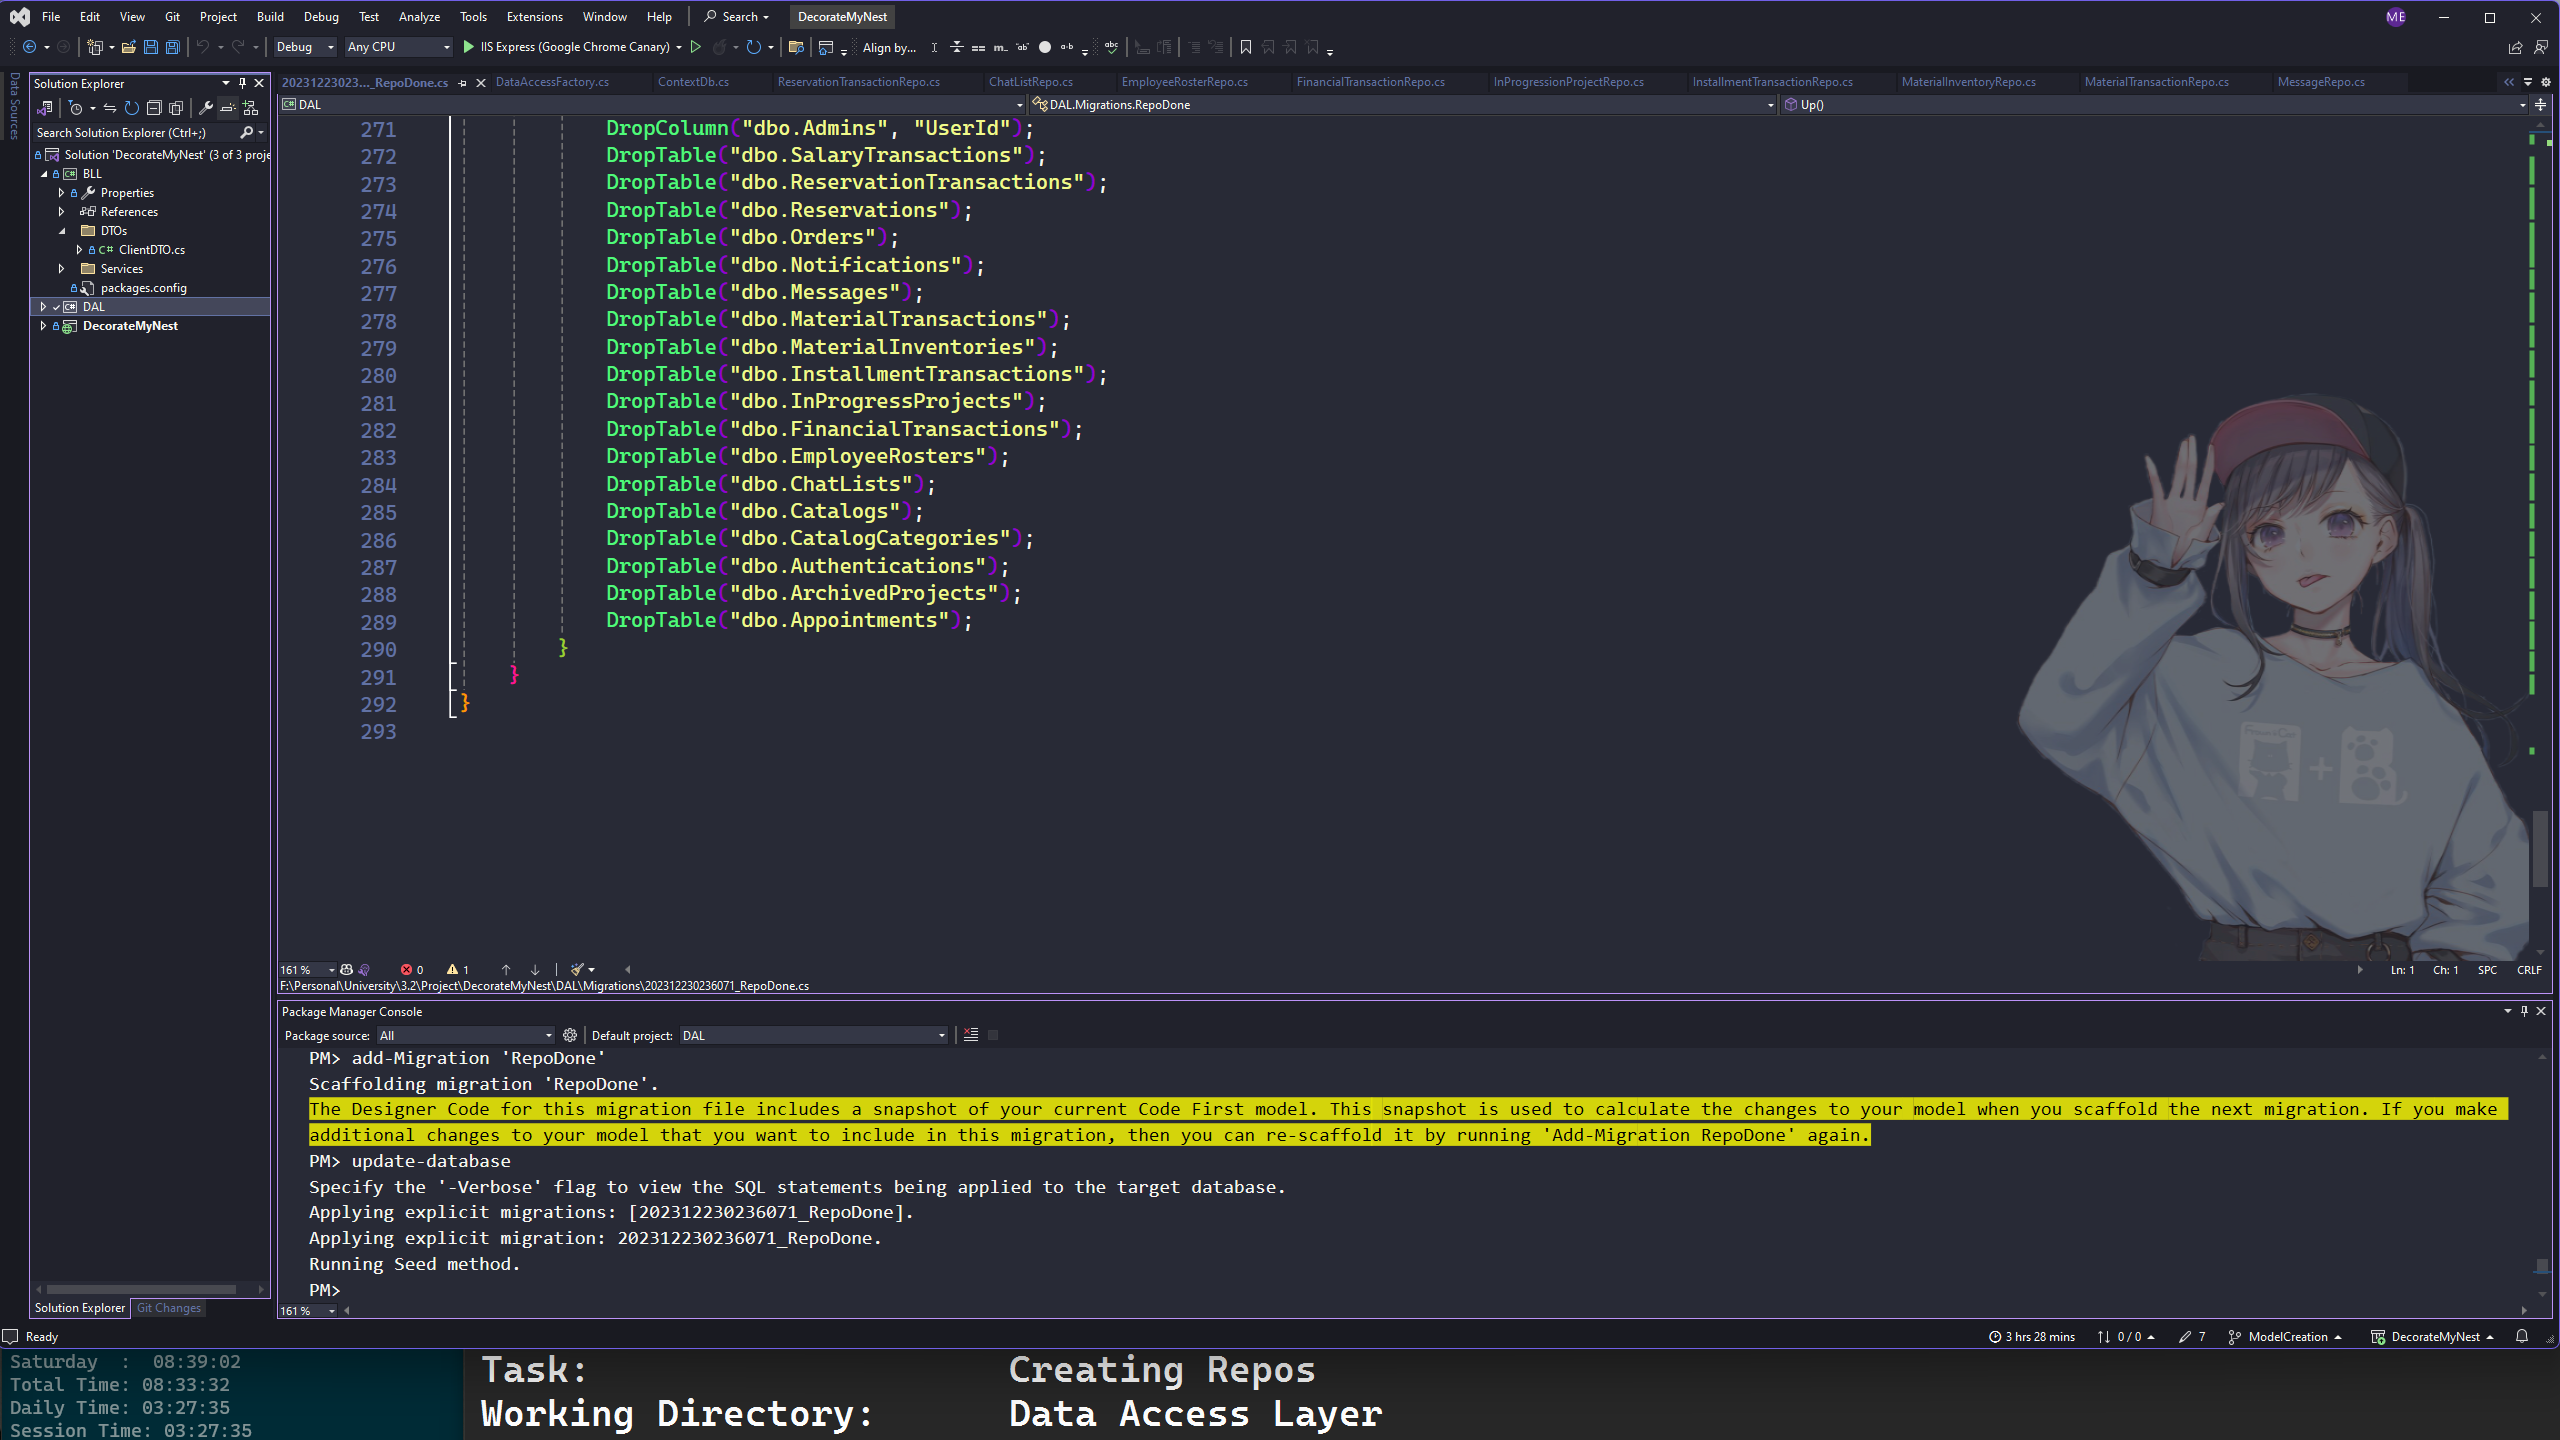 File Edit View Git Project Build Debug Test Analyze Tools Extensions Window Help Search DecorateMyNest ME
Debug Any CPU IIS Express (Google Chrome Canary) Align by...
Data Sources
Solution Explorer
Search Solution Explorer (Ctrl+;)
Solution 'DecorateMyNest' (3 of 3 proje
BLL
Properties
References
DTOs
C# ClientDTO.cs
Services
packages.config
DAL
DecorateMyNest
Solution Explorer Git Changes
20231223023..._RepoDone.cs DataAccessFactory.cs ContextDb.cs ReservationTransactionRepo.cs ChatListRepo.cs EmployeeRosterRepo.cs FinancialTransactionRepo.cs InProgressionProjectRepo.cs InstallmentTransactionRepo.cs MaterialInventoryRepo.cs MaterialTransactionRepo.cs MessageRepo.cs
DAL DAL.Migrations.RepoDone Up()
271 DropColumn("dbo.Admins", "UserId");
272 DropTable("dbo.SalaryTransactions");
273 DropTable("dbo.ReservationTransactions");
274 DropTable("dbo.Reservations");
275 DropTable("dbo.Orders");
276 DropTable("dbo.Notifications");
277 DropTable("dbo.Messages");
278 DropTable("dbo.MaterialTransactions");
279 DropTable("dbo.MaterialInventories");
280 DropTable("dbo.InstallmentTransactions");
281 DropTable("dbo.InProgressProjects");
282 DropTable("dbo.FinancialTransactions");
283 DropTable("dbo.EmployeeRosters");
284 DropTable("dbo.ChatLists");
285 DropTable("dbo.Catalogs");
286 DropTable("dbo.CatalogCategories");
287 DropTable("dbo.Authentications");
288 DropTable("dbo.ArchivedProjects");
289 DropTable("dbo.Appointments");
290 }
291 }
292 }
293
161 % 0 1 Ln: 1 Ch: 1 SPC CRLF
F:\Personal\University\3.2\Project\DecorateMyNest\DAL\Migrations\202312230236071_RepoDone.cs
Package Manager Console
Package source: All Default project: DAL
PM> add-Migration 'RepoDone'
Scaffolding migration 'RepoDone'.
The Designer Code for this migration file includes a snapshot of your current Code First model. This snapshot is used to calculate the changes to your model when you scaffold the next migration. If you make
additional changes to your model that you want to include in this migration, then you can re-scaffold it by running 'Add-Migration RepoDone' again.
PM> update-database
Specify the '-Verbose' flag to view the SQL statements being applied to the target database.
Applying explicit migrations: [202312230236071_RepoDone].
Applying explicit migration: 202312230236071_RepoDone.
Running Seed method.
PM>
161 %
Ready 3 hrs 28 mins 0 / 0 7 ModelCreation DecorateMyNest
Saturday : 08:39:02
Total Time: 08:33:32
Daily Time: 03:27:35
Session Time: 03:27:35
Task: Creating Repos
Working Directory: Data Access Layer